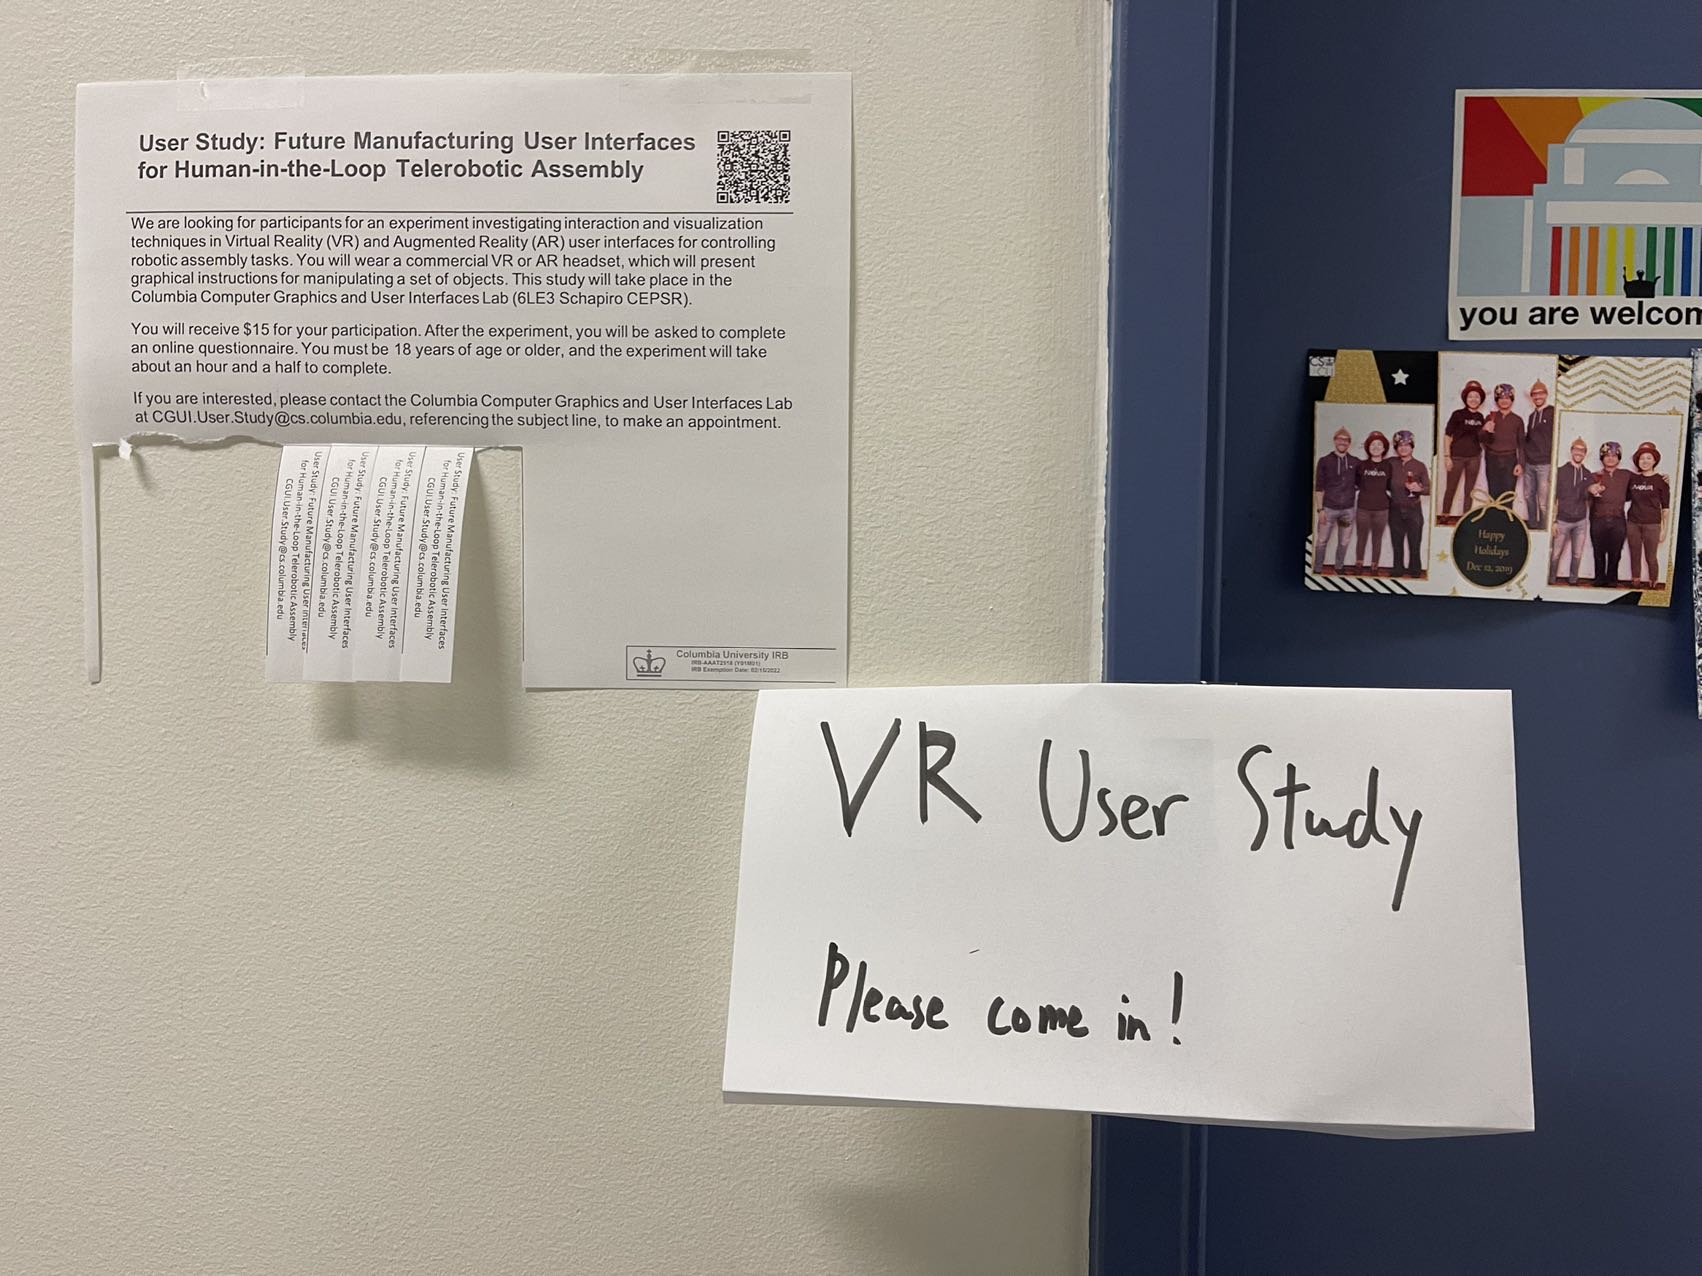 User Study: Future Manufacturing User Interfaces
for Human-in-the-Loop Telerobotic Assembly
We are looking for participants for an experiment investigating interaction and visualization
techniques in Virtual Reality (VR) and Augmented Reality (AR) user interfaces for controlling
robotic assembly tasks. You will wear a commercial VR or AR headset, which will present
graphical instructions for manipulating a set of objects. This study will take place in the
Columbia Computer Graphics and User Interfaces Lab (6LE3 Schapiro CEPSR).
You will receive $15 for your participation. After the experiment, you will be asked to complete
an online questionnaire. You must be 18 years of age or older, and the experiment will take
about an hour and a half to complete.
If you are interested, please contact the Columbia Computer Graphics and User Interfaces Lab
at CGUI.User.Study@cs.columbia.edu, referencing the subject line, to make an appointment.
User Study: Future Manufacturing User Interfaces
for Human-in-the-Loop Telerobotic Assembly
CGUI.User.Study@cs.columbia.edu
User Study: Future Manufacturing User Interfaces
for Human-in-the-Loop Telerobotic Assembly
CGUI.User.Study@cs.columbia.edu
User Study: Future Manufacturing User Interfaces
for Human-in-the-Loop Telerobotic Assembly
CGUI.User.Study@cs.columbia.edu
User Study: Future Manufacturing User Interfaces
for Human-in-the-Loop Telerobotic Assembly
CGUI.User.Study@cs.columbia.edu
Columbia University IRB
IRB-AAAT2918 (Y01M01)
IRB Exemption Date: 02/15/2022
you are welcom
NOVA
NOVA
NOVA
Happy
Holidays
Dec 12, 2019
VR User Study
Please come in!